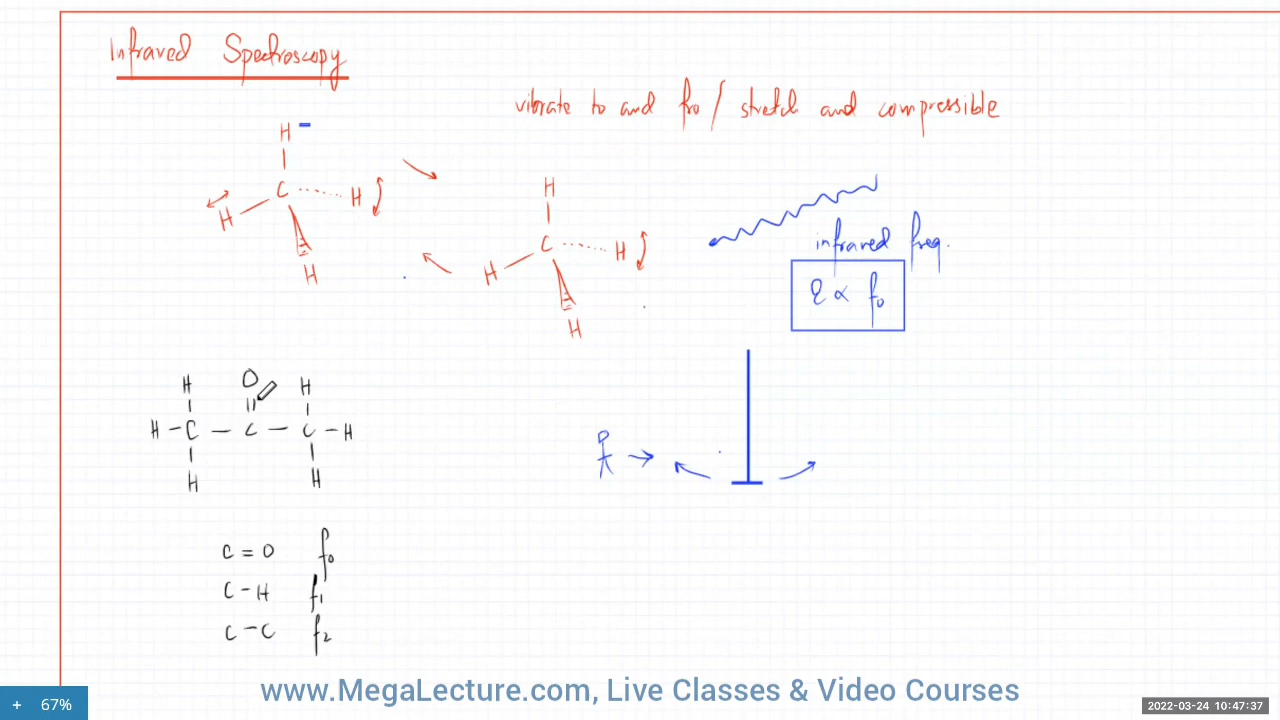 Infrared Spectroscopy
vibrate to and fro / stretch and compressible
H
C H
H
H
H
C H
H
H
infrared freq.
E ∝ f₀
H O H
H - C - C - C - H
H H
C = O f₀
C - H f₁
C - C f₂
www.MegaLecture.com, Live Classes & Video Courses
+ 67%
2022-03-24 10:47:37